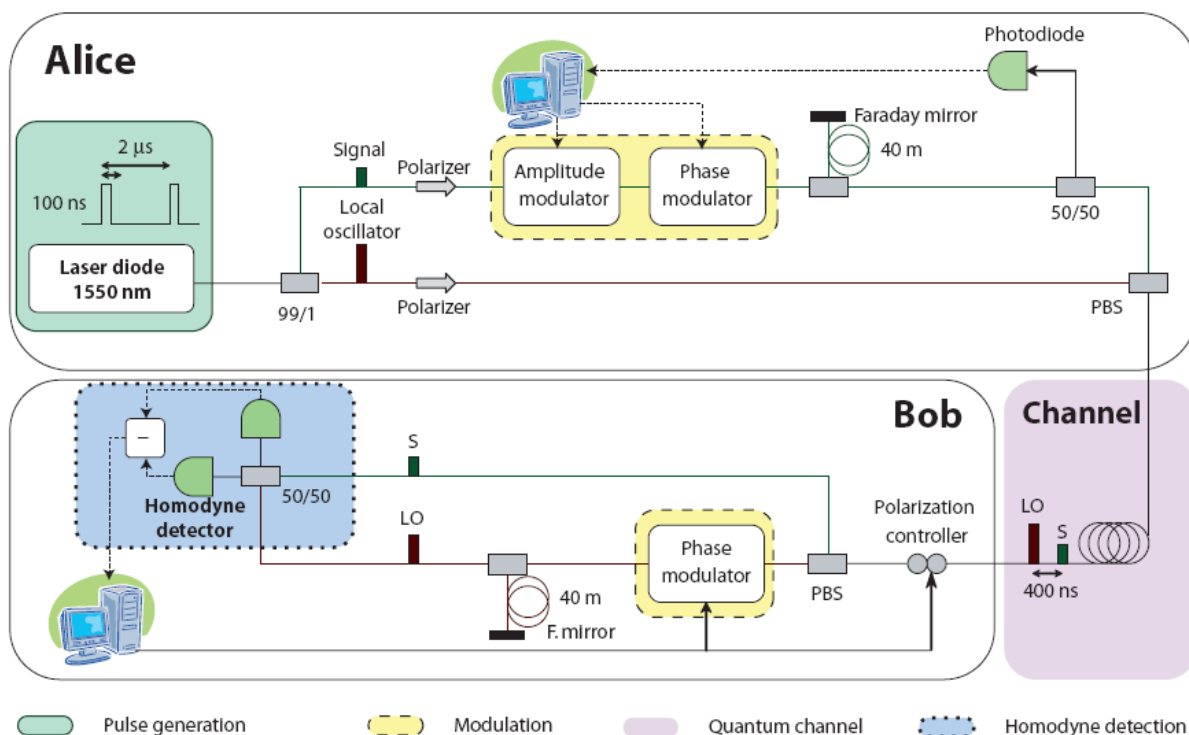 Alice
Photodiode
2 µs
100 ns
Laser diode
1550 nm
Signal
Polarizer
Local
oscillator
Polarizer
99/1
Amplitude
modulator
Phase
modulator
Faraday mirror
40 m
50/50
PBS
Bob
Channel
–
Homodyne
detector
50/50
S
LO
40 m
F. mirror
Phase
modulator
PBS
Polarization
controller
LO
S
400 ns
Pulse generation
Modulation
Quantum channel
Homodyne detection